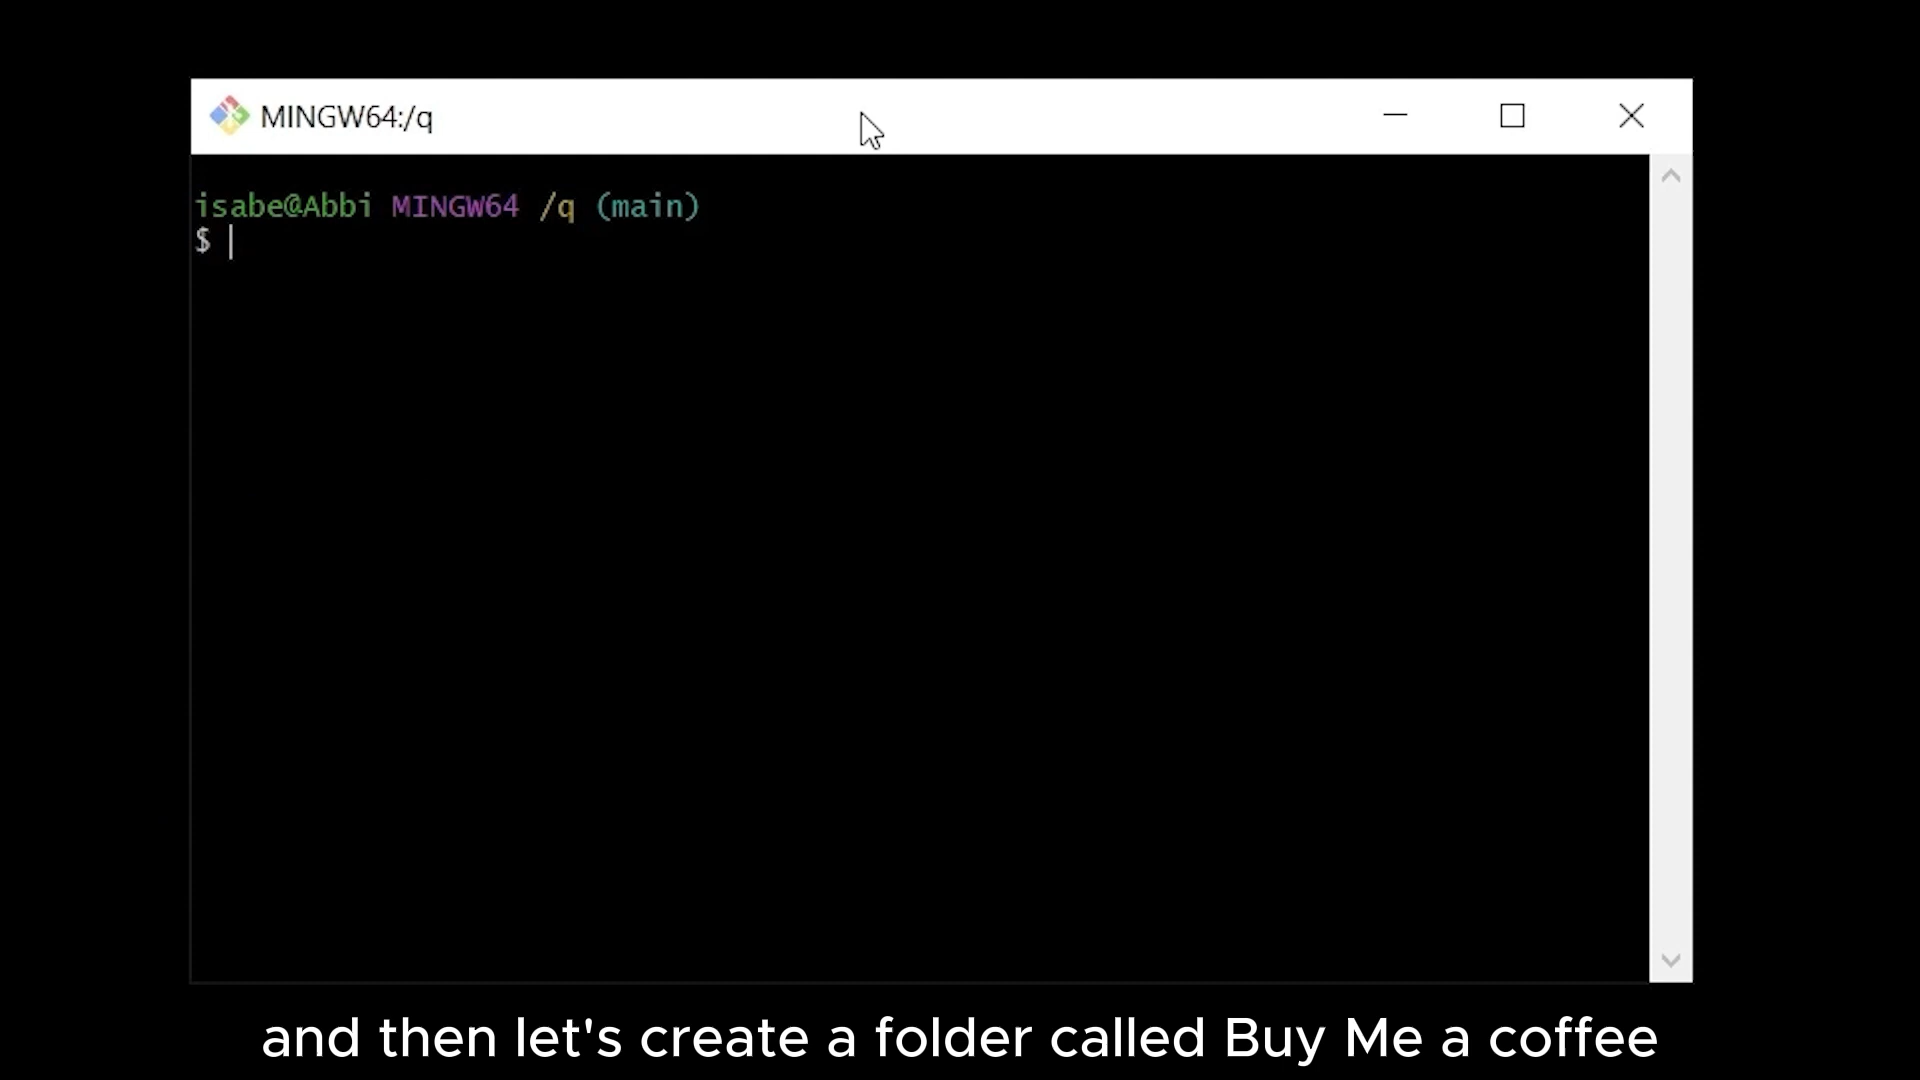 MINGW64:/q
isabe@Abbi MINGW64 /q (main)
$
and then let's create a folder called Buy Me a coffee